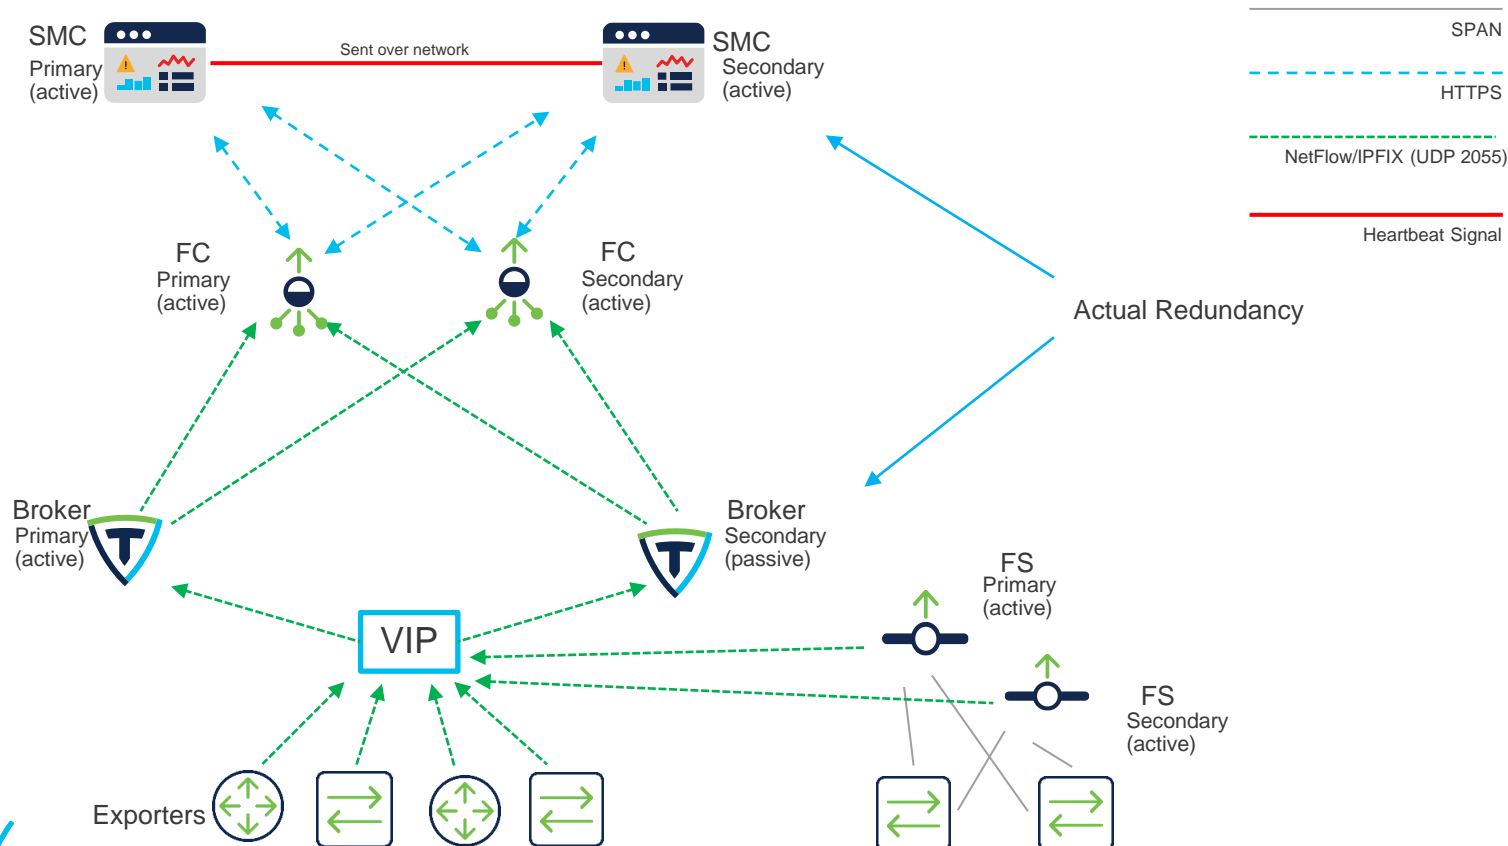 SMC
Primary
(active)
Sent over network
SMC
Secondary
(active)
SPAN
HTTPS
NetFlow/IPFIX (UDP 2055)
Heartbeat Signal
FC
Primary
(active)
FC
Secondary
(active)
Actual Redundancy
Broker
Primary
(active)
Broker
Secondary
(passive)
VIP
FS
Primary
(active)
FS
Secondary
(active)
Exporters